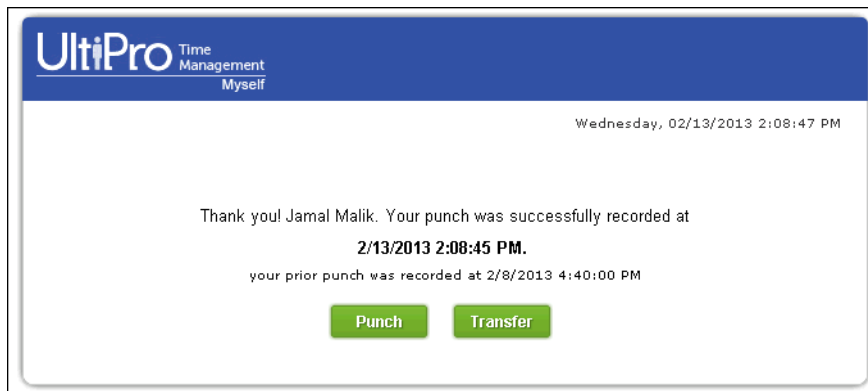 UltiPro Time
Management
Myself
Wednesday, 02/13/2013 2:08:47 PM
Thank you! Jamal Malik. Your punch was successfully recorded at
2/13/2013 2:08:45 PM.
your prior punch was recorded at 2/8/2013 4:40:00 PM
Punch Transfer